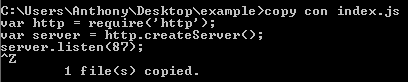 C:\Users\Anthony\Desktop\example>copy con index.js
var http = require('http');
var server = http.createServer();
server.listen(87);
^Z
        1 file(s) copied.